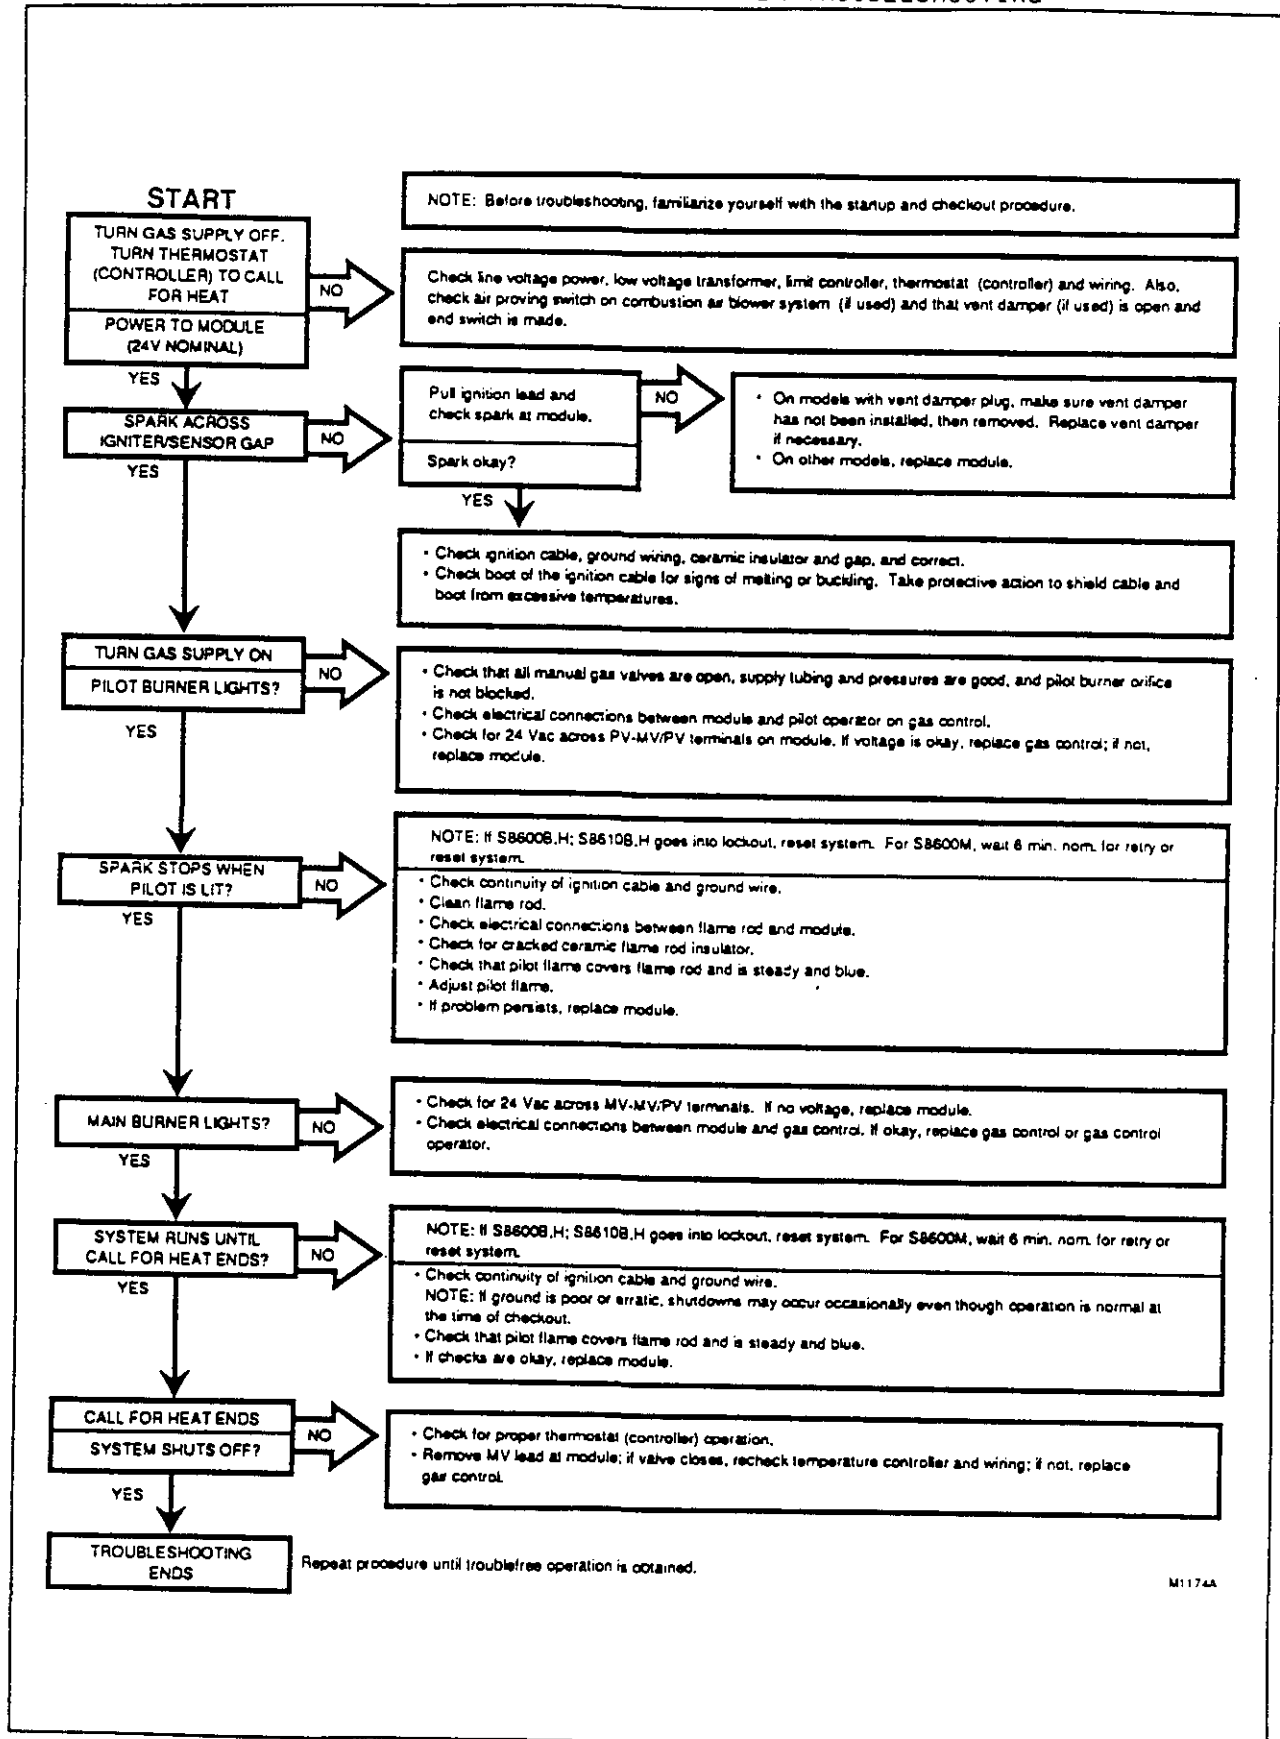 TROUBLESHOOTING
START
NOTE: Before troubleshooting, familiarize yourself with the startup and checkout procedure.
TURN GAS SUPPLY OFF.
TURN THERMOSTAT
(CONTROLLER) TO CALL
FOR HEAT
POWER TO MODULE
(24V NOMINAL)
NO
Check line voltage power, low voltage transformer, limit controller, thermostat (controller) and wiring. Also,
check air proving switch on combustion air blower system (if used) and that vent damper (if used) is open and
end switch is made.
YES
SPARK ACROSS
IGNITER/SENSOR GAP
NO
Pull ignition lead and
check spark at module.
Spark okay?
NO
• On models with vent damper plug, make sure vent damper
has not been installed, then removed. Replace vent damper
if necessary.
• On other models, replace module.
YES
YES
• Check ignition cable, ground wiring, ceramic insulator and gap, and correct.
• Check boot of the ignition cable for signs of melting or buckling. Take protective action to shield cable and
boot from excessive temperatures.
TURN GAS SUPPLY ON
PILOT BURNER LIGHTS?
NO
• Check that all manual gas valves are open, supply tubing and pressures are good, and pilot burner orifice
is not blocked.
• Check electrical connections between module and pilot operator on gas control.
• Check for 24 Vac across PV-MV/PV terminals on module. If voltage is okay, replace gas control; if not,
replace module.
YES
SPARK STOPS WHEN
PILOT IS LIT?
NO
NOTE: If S8600B,H; S8610B,H goes into lockout, reset system. For S8600M, wait 6 min. nom. for retry or
reset system.
• Check continuity of ignition cable and ground wire.
• Clean flame rod.
• Check electrical connections between flame rod and module.
• Check for cracked ceramic flame rod insulator.
• Check that pilot flame covers flame rod and is steady and blue.
• Adjust pilot flame.
• If problem persists, replace module.
YES
MAIN BURNER LIGHTS?
NO
• Check for 24 Vac across MV-MV/PV terminals. If no voltage, replace module.
• Check electrical connections between module and gas control. If okay, replace gas control or gas control
operator.
YES
SYSTEM RUNS UNTIL
CALL FOR HEAT ENDS?
NO
NOTE: If S8600B,H; S8610B,H goes into lockout, reset system. For S8600M, wait 6 min. nom. for retry or
reset system.
• Check continuity of ignition cable and ground wire.
NOTE: If ground is poor or erratic, shutdowns may occur occasionally even though operation is normal at
the time of checkout.
• Check that pilot flame covers flame rod and is steady and blue.
• If checks are okay, replace module.
YES
CALL FOR HEAT ENDS
SYSTEM SHUTS OFF?
NO
• Check for proper thermostat (controller) operation.
• Remove MV lead at module; if valve closes, recheck temperature controller and wiring; if not, replace
gas control.
YES
TROUBLESHOOTING
ENDS
Repeat procedure until troublefree operation is obtained.
M1174A